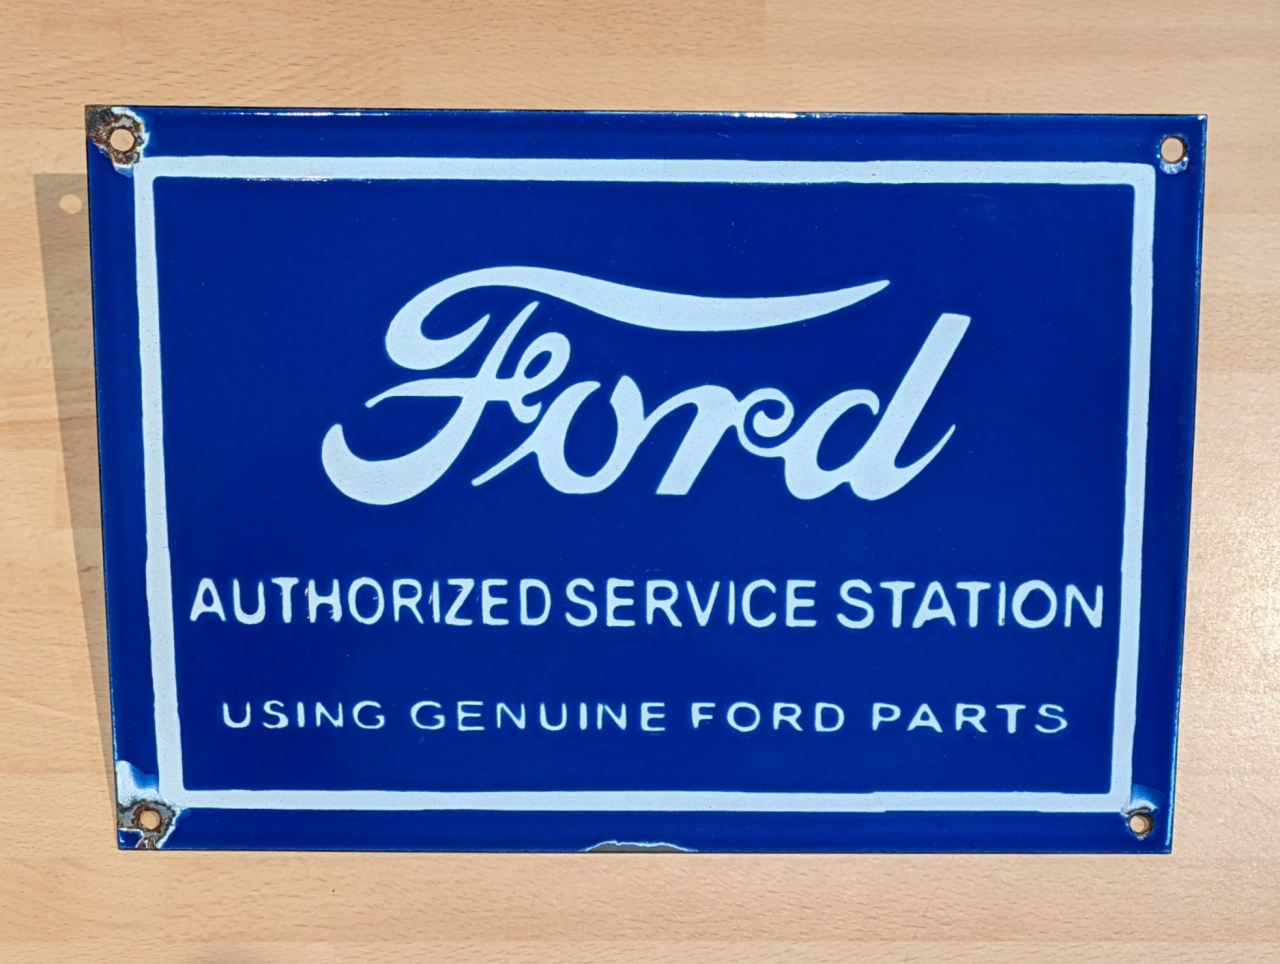 Ford
AUTHORIZED SERVICE STATION
USING GENUINE FORD PARTS